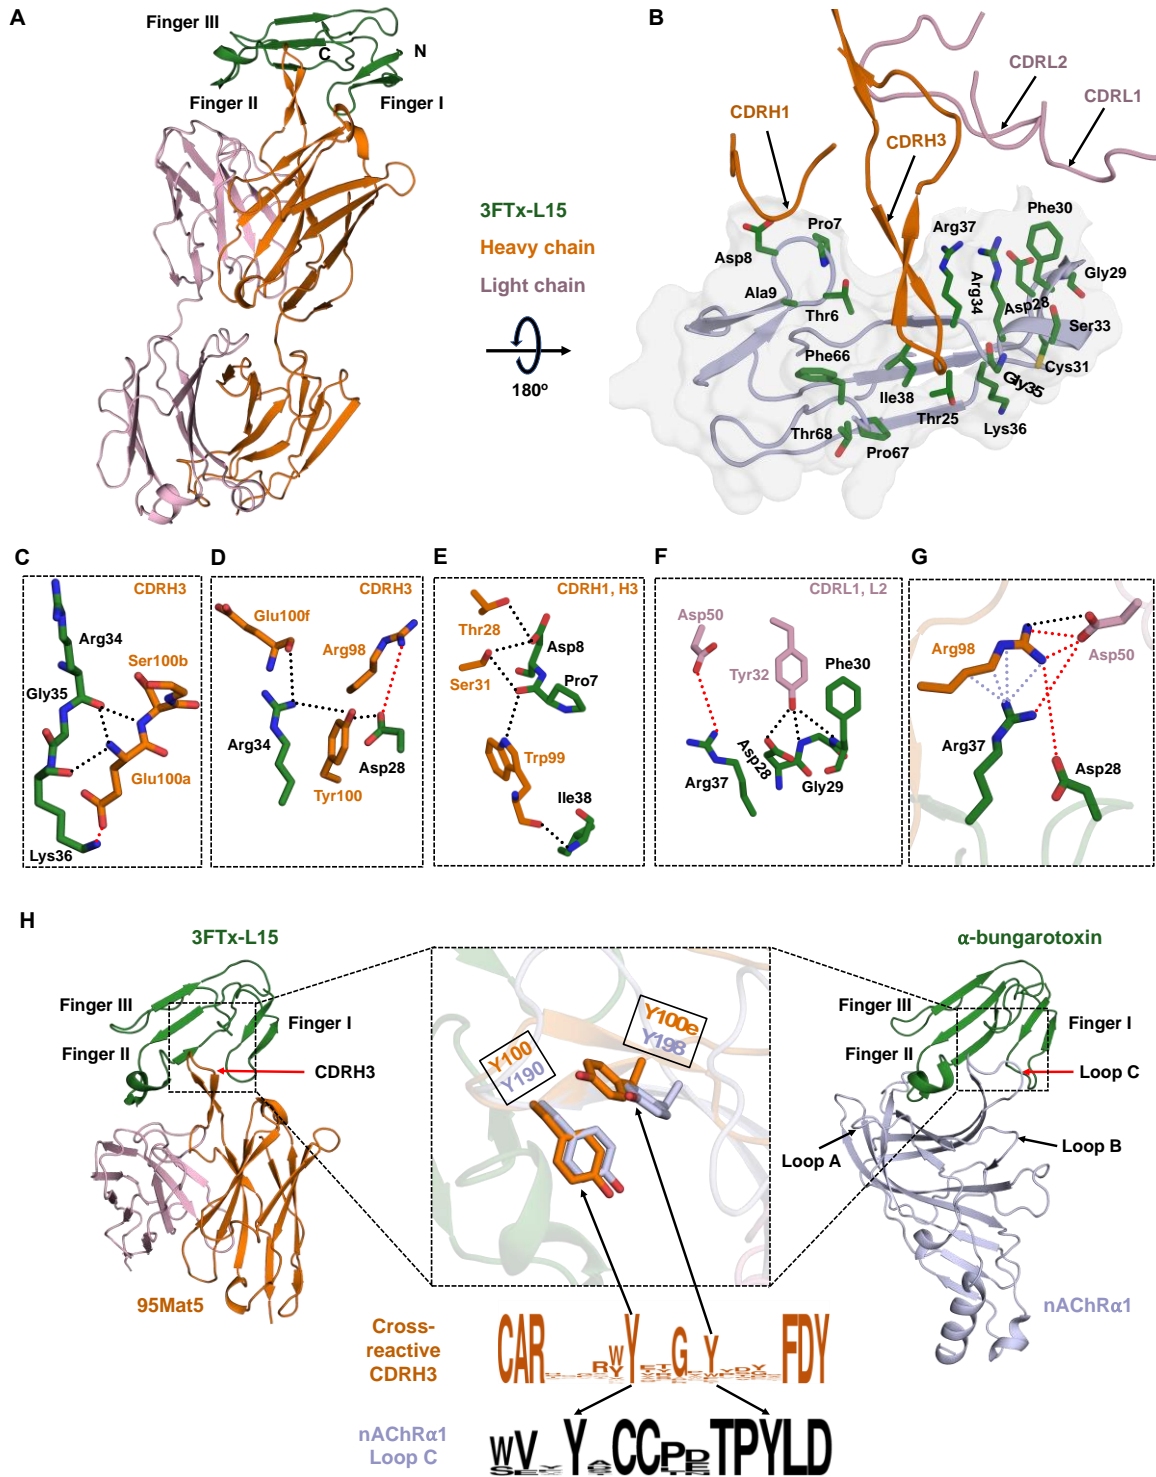 A
Finger III
C
N
Finger II
Finger I
3FTx-L15
Heavy chain
Light chain
180º
B
CDRL2
CDRL1
CDRH1
CDRH3
Phe30
Arg37
Pro7
Asp8
Gly29
Arg34
Asp28
Ala9
Thr6
Ser33
Phe66
Cys31
Gly35
Ile38
Thr25
Lys36
Thr68
Pro67
C
CDRH3
Arg34
Ser100b
Gly35
Glu100a
Lys36
D
CDRH3
Glu100f
Arg98
Arg34
Asp28
Tyr100
E
CDRH1, H3
Thr28
Asp8
Ser31
Pro7
Trp99
Ile38
F
CDRL1, L2
Asp50
Tyr32
Phe30
Asp28
Arg37
Gly29
G
Arg98
Asp50
Arg37
Asp28
H
3FTx-L15
Finger III
Finger I
Finger II
CDRH3
95Mat5
Y100e
Y198
Y100
Y190
α-bungarotoxin
Finger III
Finger I
Finger II
Loop C
Loop A
Loop B
nAChRα1
Cross-
reactive
CDRH3
CAR RWY G Y FDY
nAChRα1
Loop C
WV Y CC TPYLD